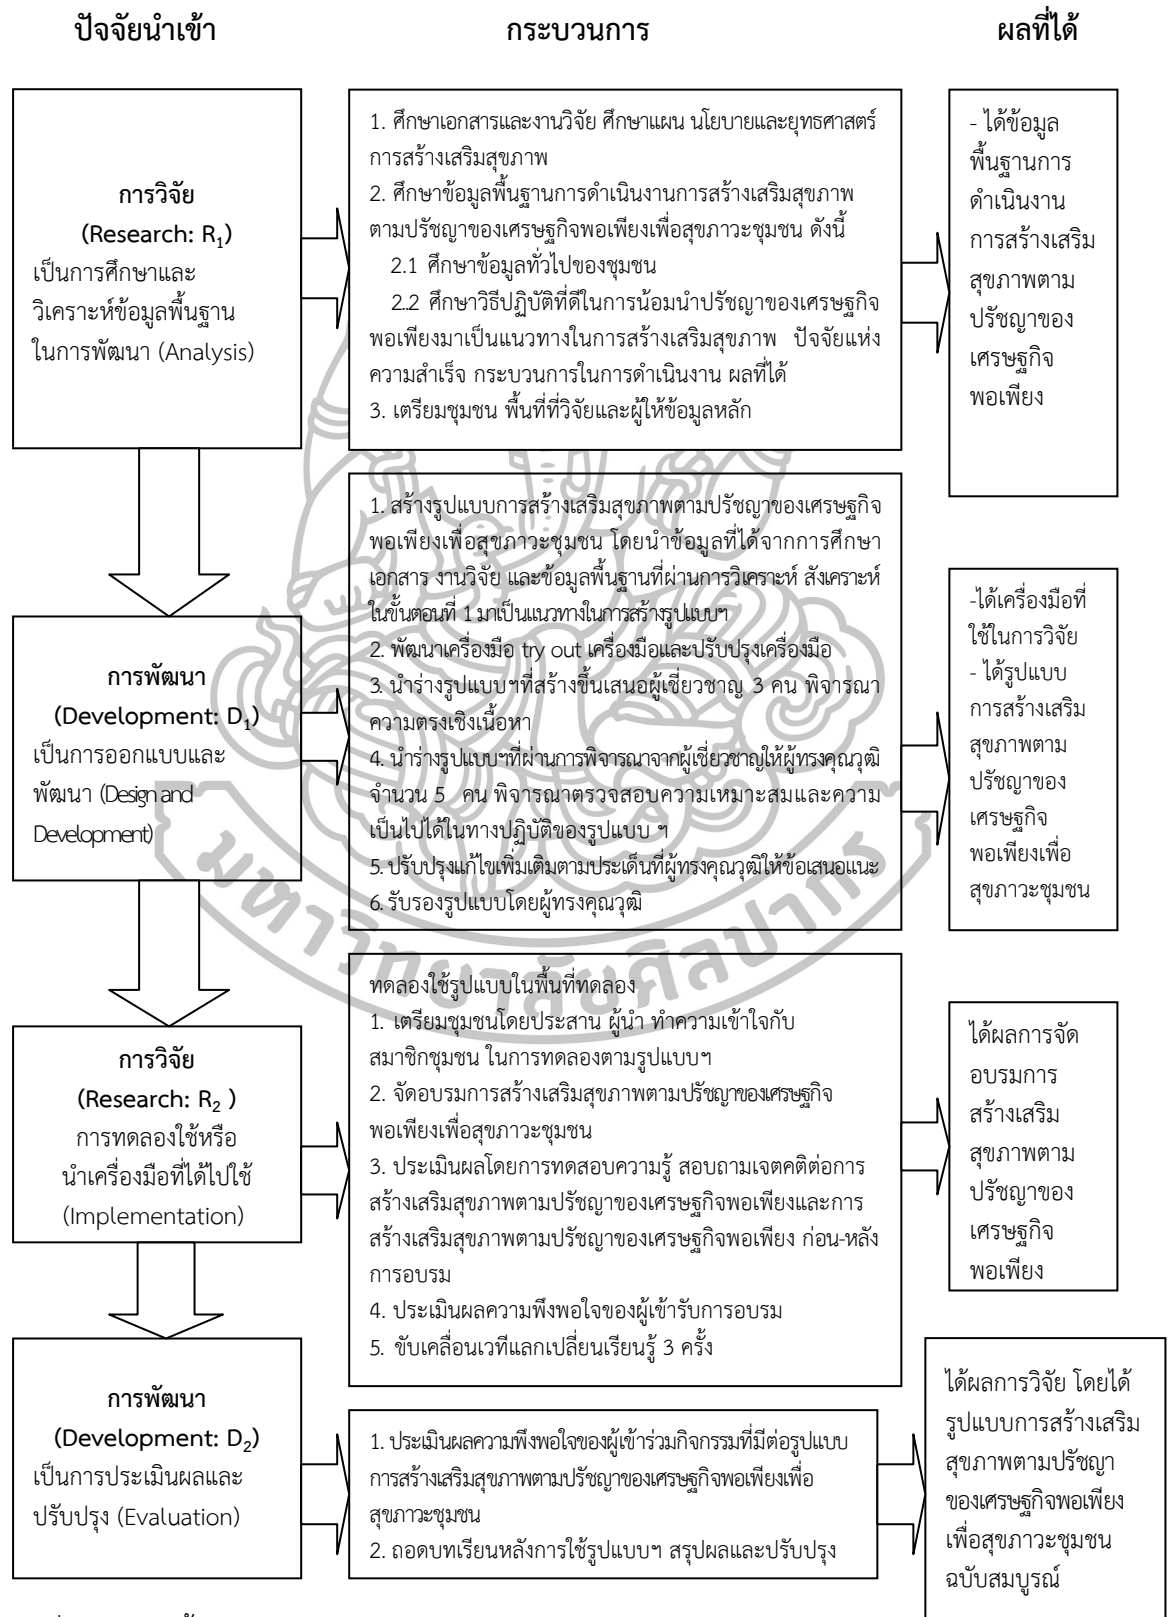 ปัจจัยนำเข้า
กระบวนการ
ผลที่ได้
การวิจัย
(Research: R₁)
เป็นการศึกษาและ
วิเคราะห์ข้อมูลพื้นฐาน
ในการพัฒนา (Analysis)
1. ศึกษาเอกสารและงานวิจัย ศึกษาแผน นโยบายและยุทธศาสตร์
การสร้างเสริมสุขภาพ
2. ศึกษาข้อมูลพื้นฐานการดำเนินงานการสร้างเสริมสุขภาพ
ตามปรัชญาของเศรษฐกิจพอเพียงเพื่อสุขภาวะชุมชน ดังนี้
2.1 ศึกษาข้อมูลทั่วไปของชุมชน
2.2 ศึกษาวิธีปฏิบัติที่ดีในการน้อมนำปรัชญาของเศรษฐกิจ
พอเพียงมาเป็นแนวทางในการสร้างเสริมสุขภาพ ปัจจัยแห่ง
ความสำเร็จ กระบวนการในการดำเนินงาน ผลที่ได้
3. เตรียมชุมชน พื้นที่ที่วิจัยและผู้ให้ข้อมูลหลัก
- ได้ข้อมูล
พื้นฐานการ
ดำเนินงาน
การสร้างเสริม
สุขภาพตาม
ปรัชญาของ
เศรษฐกิจ
พอเพียง
การพัฒนา
(Development: D₁)
เป็นการออกแบบและ
พัฒนา (Design and
Development)
1. สร้างรูปแบบการสร้างเสริมสุขภาพตามปรัชญาของเศรษฐกิจ
พอเพียงเพื่อสุขภาวะชุมชน โดยนำข้อมูลที่ได้จากการศึกษา
เอกสาร งานวิจัย และข้อมูลพื้นฐานที่ผ่านการวิเคราะห์ สังเคราะห์
ในขั้นตอนที่ 1 มาเป็นแนวทางในการสร้างรูปแบบฯ
2. พัฒนาเครื่องมือ try out เครื่องมือและปรับปรุงเครื่องมือ
3. นำร่างรูปแบบฯที่สร้างขึ้นเสนอผู้เชี่ยวชาญ 3 คน พิจารณา
ความตรงเชิงเนื้อหา
4. นำร่างรูปแบบฯที่ผ่านการพิจารณาจากผู้เชี่ยวชาญให้ผู้ทรงคุณวุฒิ
จำนวน 5 คน พิจารณาตรวจสอบความเหมาะสมและความ
เป็นไปได้ในทางปฏิบัติของรูปแบบ ฯ
5. ปรับปรุงแก้ไขเพิ่มเติมตามประเด็นที่ผู้ทรงคุณวุฒิให้ข้อเสนอแนะ
6. รับรองรูปแบบโดยผู้ทรงคุณวุฒิ
-ได้เครื่องมือที่
ใช้ในการวิจัย
- ได้รูปแบบ
การสร้างเสริม
สุขภาพตาม
ปรัชญาของ
เศรษฐกิจ
พอเพียงเพื่อ
สุขภาวะชุมชน
มหาวิทยาลัยศิลปากร
การวิจัย
(Research: R₂ )
การทดลองใช้หรือ
นำเครื่องมือที่ได้ไปใช้
(Implementation)
ทดลองใช้รูปแบบในพื้นที่ทดลอง
1. เตรียมชุมชนโดยประสาน ผู้นำ ทำความเข้าใจกับ
สมาชิกชุมชน ในการทดลองตามรูปแบบฯ
2. จัดอบรมการสร้างเสริมสุขภาพตามปรัชญาของเศรษฐกิจ
พอเพียงเพื่อสุขภาวะชุมชน
3. ประเมินผลโดยการทดสอบความรู้ สอบถามเจตคติต่อการ
สร้างเสริมสุขภาพตามปรัชญาของเศรษฐกิจพอเพียงและการ
สร้างเสริมสุขภาพตามปรัชญาของเศรษฐกิจพอเพียง ก่อน-หลัง
การอบรม
4. ประเมินผลความพึงพอใจของผู้เข้ารับการอบรม
5. ขับเคลื่อนเวทีแลกเปลี่ยนเรียนรู้ 3 ครั้ง
ได้ผลการจัด
อบรมการ
สร้างเสริม
สุขภาพตาม
ปรัชญาของ
เศรษฐกิจ
พอเพียง
การพัฒนา
(Development: D₂)
เป็นการประเมินผลและ
ปรับปรุง (Evaluation)
1. ประเมินผลความพึงพอใจของผู้เข้าร่วมกิจกรรมที่มีต่อรูปแบบ
การสร้างเสริมสุขภาพตามปรัชญาของเศรษฐกิจพอเพียงเพื่อ
สุขภาวะชุมชน
2. ถอดบทเรียนหลังการใช้รูปแบบฯ สรุปผลและปรับปรุง
ได้ผลการวิจัย โดยได้
รูปแบบการสร้างเสริม
สุขภาพตามปรัชญา
ของเศรษฐกิจพอเพียง
เพื่อสุขภาวะชุมชน
ฉบับสมบูรณ์